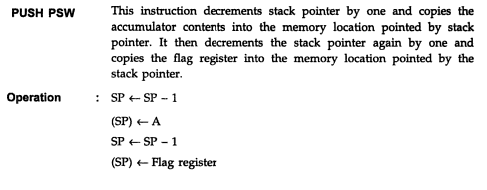 PUSH PSW This instruction decrements stack pointer by one and copies the
accumulator contents into the memory location pointed by stack
pointer. It then decrements the stack pointer again by one and
copies the flag register into the memory location pointed by the
stack pointer.
Operation : SP ← SP – 1
(SP) ← A
SP ← SP – 1
(SP) ← Flag register